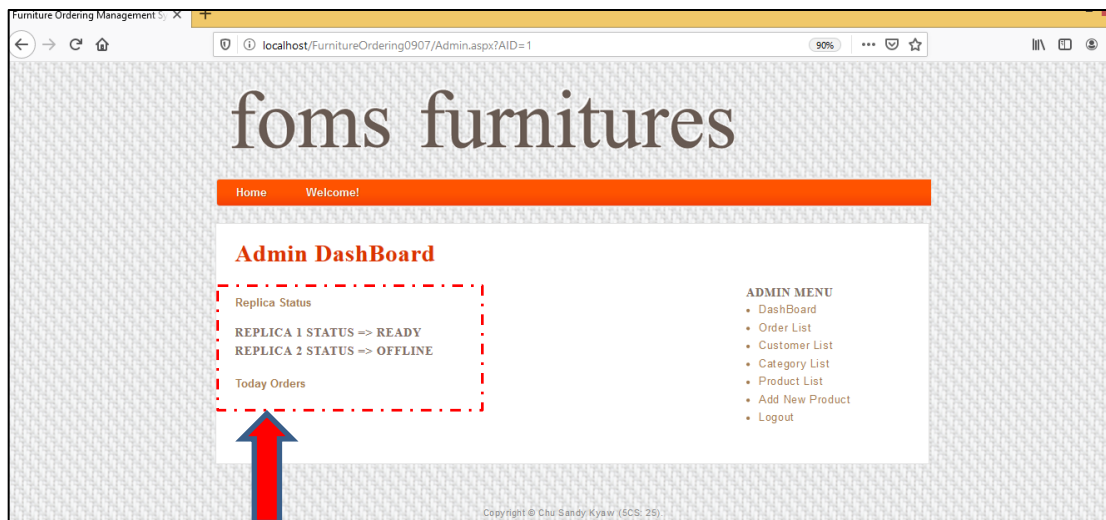 Furniture Ordering Management Sy
localhost/FurnitureOrdering0907/Admin.aspx?AID=1
90%
foms furnitures
Home Welcome!
Admin DashBoard
Replica Status
REPLICA 1 STATUS => READY
REPLICA 2 STATUS => OFFLINE
Today Orders
ADMIN MENU
DashBoard
Order List
Customer List
Category List
Product List
Add New Product
Logout
Copyright © Chu Sandy Kyaw (5CS: 25).